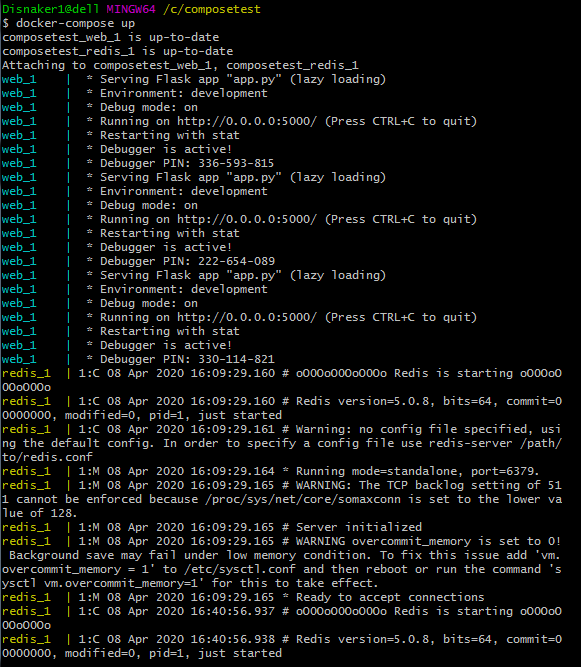 Disnaker1@dell MINGW64 /c/composetest
$ docker-compose up
composetest_web_1 is up-to-date
composetest_redis_1 is up-to-date
Attaching to composetest_web_1, composetest_redis_1
web_1    |  * Serving Flask app "app.py" (lazy loading)
web_1    |  * Environment: development
web_1    |  * Debug mode: on
web_1    |  * Running on http://0.0.0.0:5000/ (Press CTRL+C to quit)
web_1    |  * Restarting with stat
web_1    |  * Debugger is active!
web_1    |  * Debugger PIN: 336-593-815
web_1    |  * Serving Flask app "app.py" (lazy loading)
web_1    |  * Environment: development
web_1    |  * Debug mode: on
web_1    |  * Running on http://0.0.0.0:5000/ (Press CTRL+C to quit)
web_1    |  * Restarting with stat
web_1    |  * Debugger is active!
web_1    |  * Debugger PIN: 222-654-089
web_1    |  * Serving Flask app "app.py" (lazy loading)
web_1    |  * Environment: development
web_1    |  * Debug mode: on
web_1    |  * Running on http://0.0.0.0:5000/ (Press CTRL+C to quit)
web_1    |  * Restarting with stat
web_1    |  * Debugger is active!
web_1    |  * Debugger PIN: 330-114-821
redis_1  | 1:C 08 Apr 2020 16:09:29.160 # oO0OoO0OoO0Oo Redis is starting oO0OoO
0OoO0Oo
redis_1  | 1:C 08 Apr 2020 16:09:29.160 # Redis version=5.0.8, bits=64, commit=0
0000000, modified=0, pid=1, just started
redis_1  | 1:C 08 Apr 2020 16:09:29.161 # Warning: no config file specified, usi
ng the default config. In order to specify a config file use redis-server /path/
to/redis.conf
redis_1  | 1:M 08 Apr 2020 16:09:29.164 * Running mode=standalone, port=6379.
redis_1  | 1:M 08 Apr 2020 16:09:29.165 # WARNING: The TCP backlog setting of 51
1 cannot be enforced because /proc/sys/net/core/somaxconn is set to the lower va
lue of 128.
redis_1  | 1:M 08 Apr 2020 16:09:29.165 # Server initialized
redis_1  | 1:M 08 Apr 2020 16:09:29.165 # WARNING overcommit_memory is set to 0!
 Background save may fail under low memory condition. To fix this issue add 'vm.
overcommit_memory = 1' to /etc/sysctl.conf and then reboot or run the command 's
ysctl vm.overcommit_memory=1' for this to take effect.
redis_1  | 1:M 08 Apr 2020 16:09:29.165 * Ready to accept connections
redis_1  | 1:C 08 Apr 2020 16:40:56.937 # oO0OoO0OoO0Oo Redis is starting oO0OoO
0OoO0Oo
redis_1  | 1:C 08 Apr 2020 16:40:56.938 # Redis version=5.0.8, bits=64, commit=0
0000000, modified=0, pid=1, just started